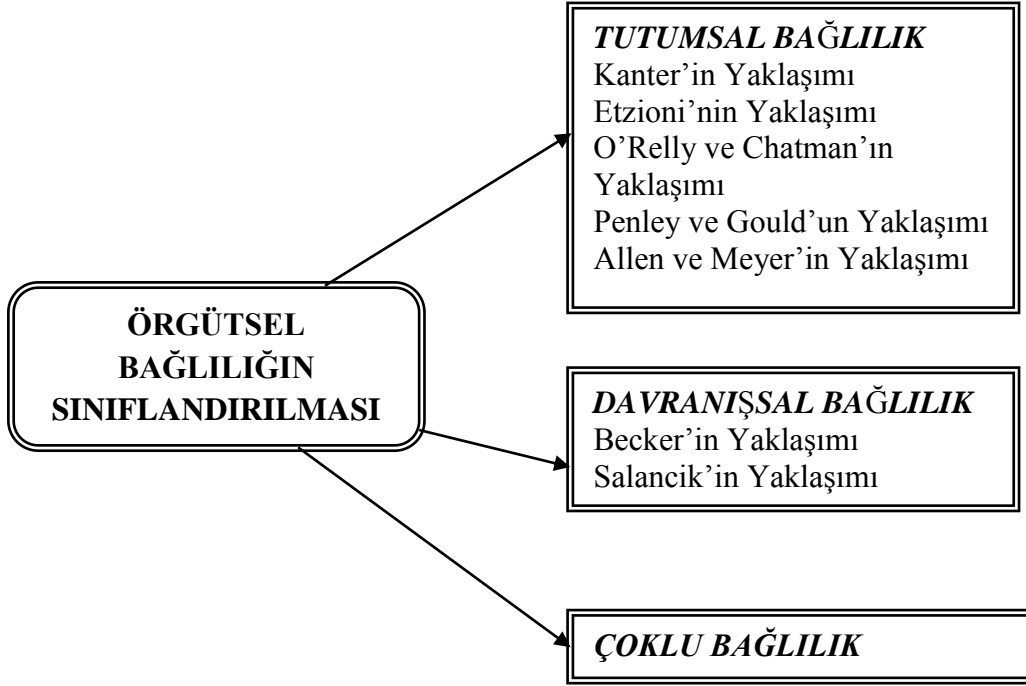 TUTUMSAL BAĞLILIK
Kanter’in Yaklaşımı
Etzioni’nin Yaklaşımı
O’Relly ve Chatman’ın
Yaklaşımı
Penley ve Gould’un Yaklaşımı
Allen ve Meyer’in Yaklaşımı
ÖRGÜTSEL
BAĞLILIĞIN
SINIFLANDIRILMASI
DAVRANIŞSAL BAĞLILIK
Becker’in Yaklaşımı
Salancik’in Yaklaşımı
ÇOKLU BAĞLILIK